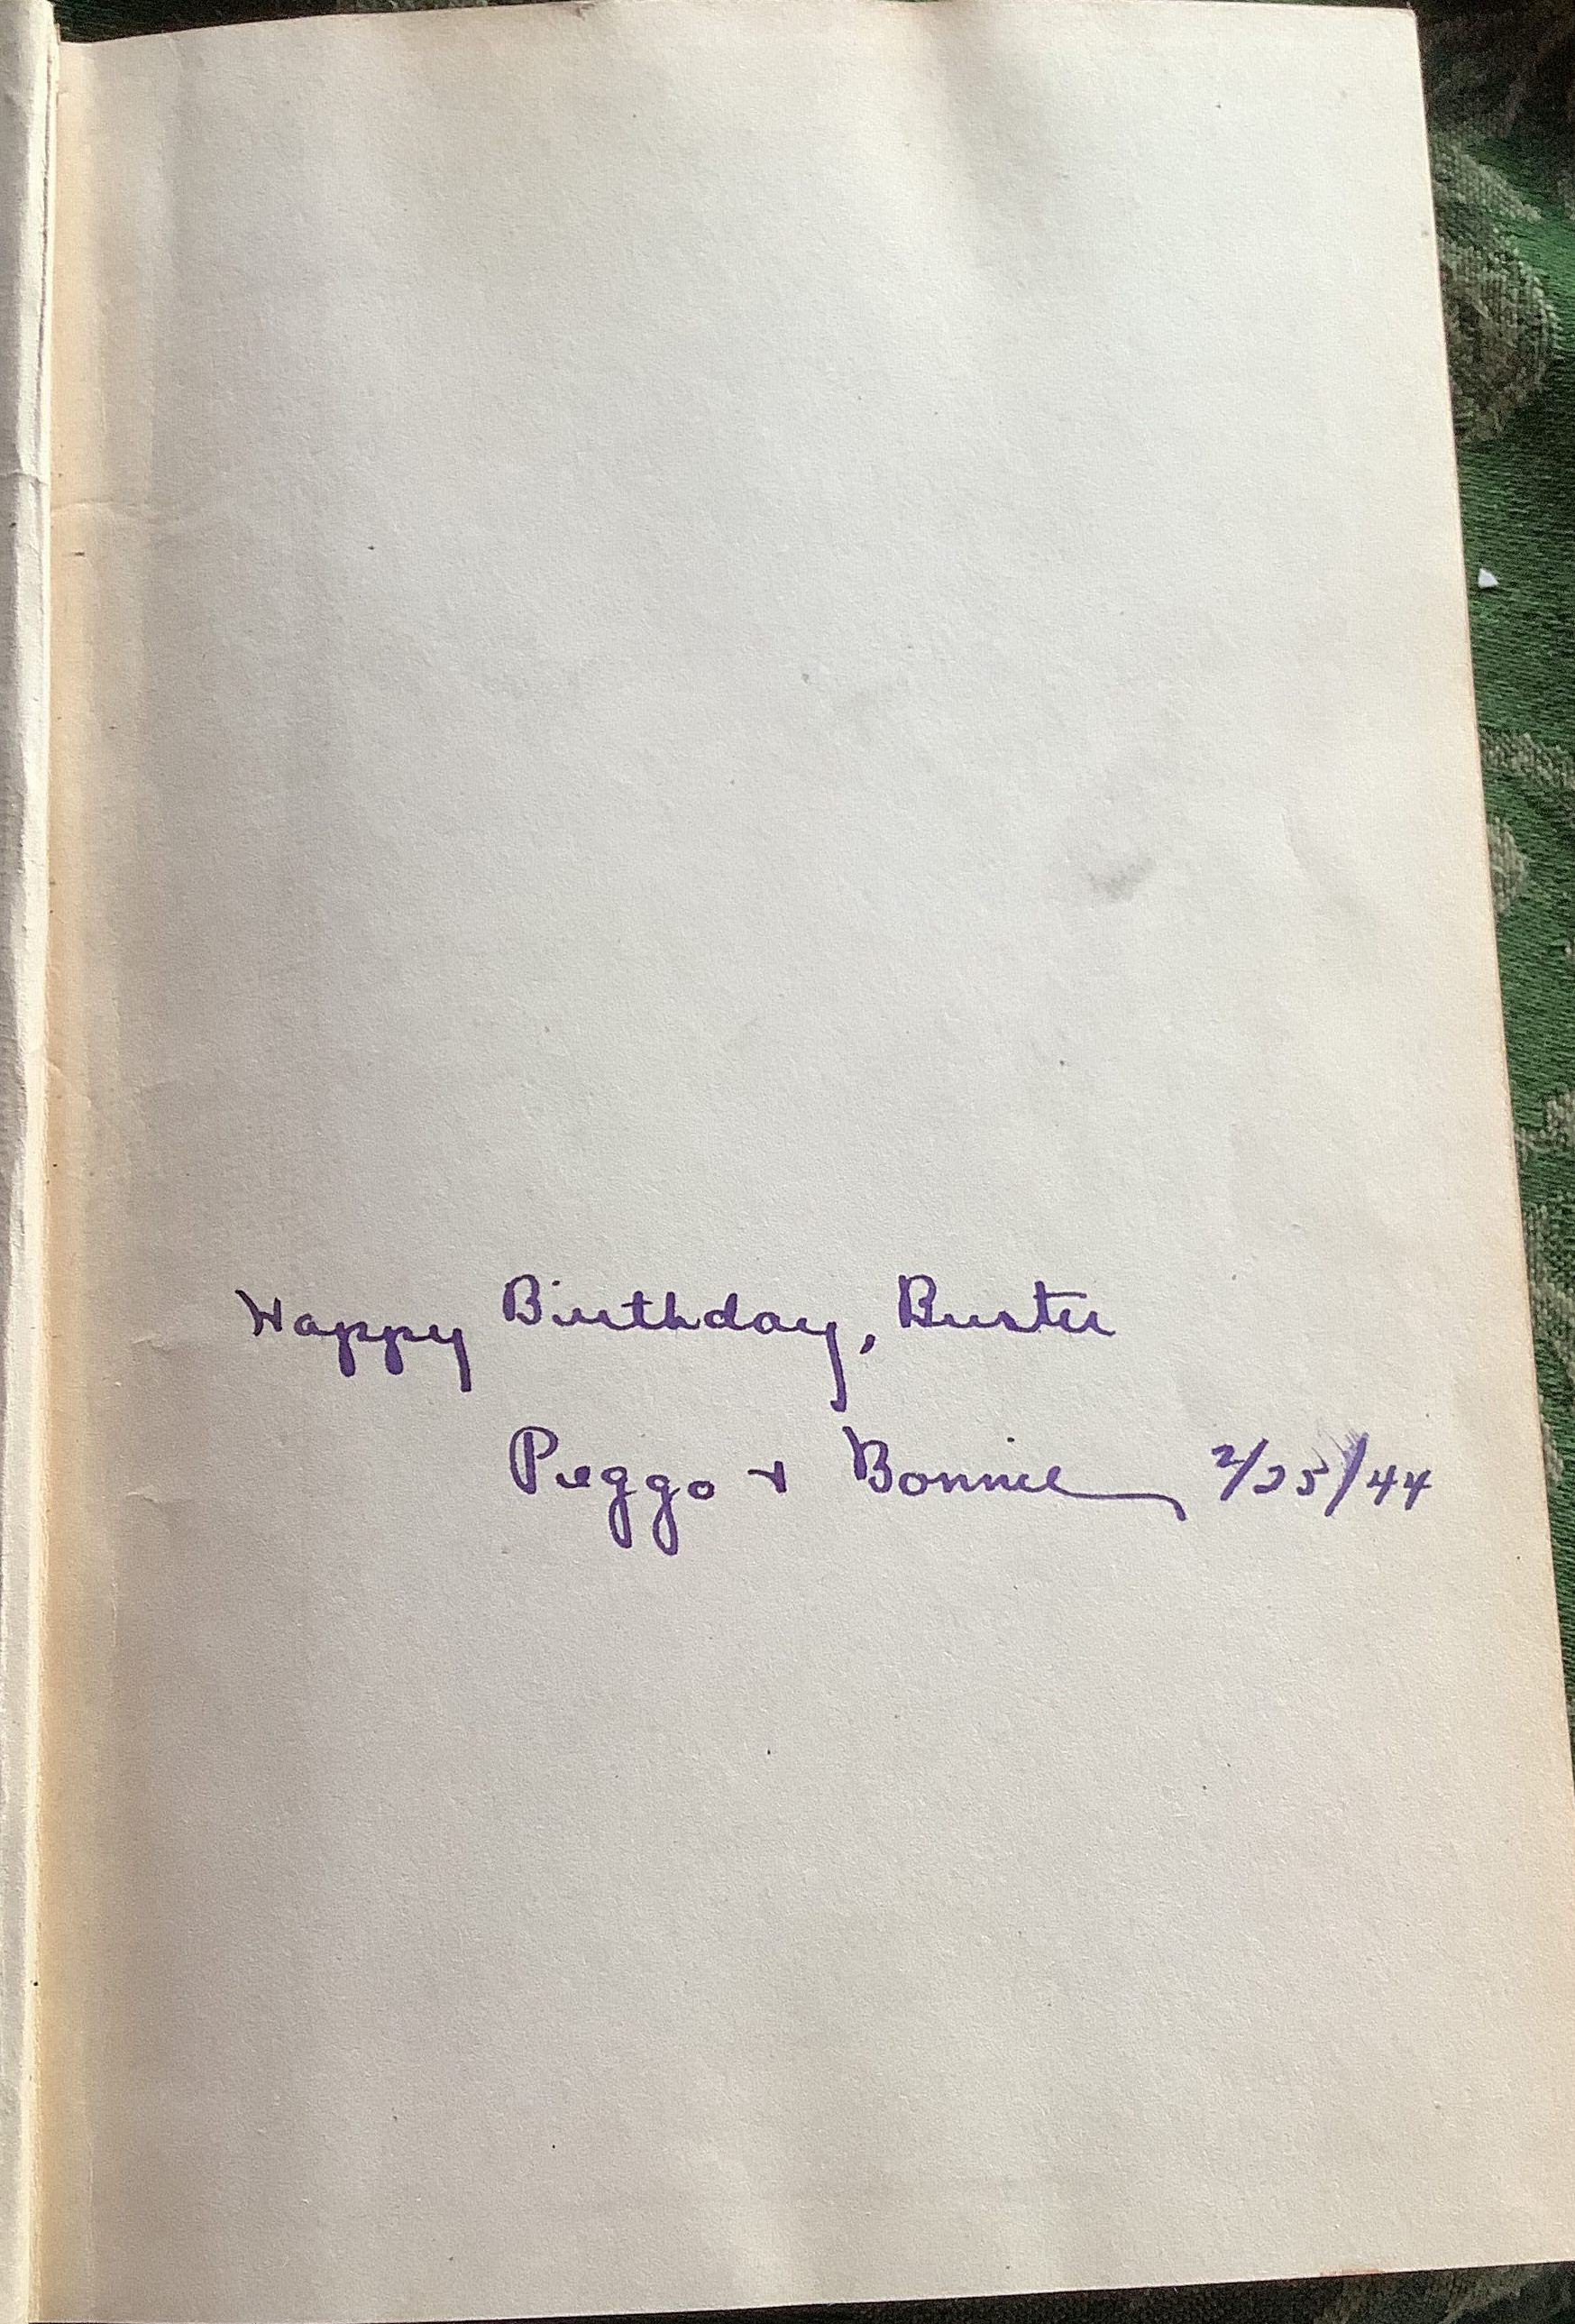 Happy Birthday, Buster
Peggo & Bonnie 2/25/44